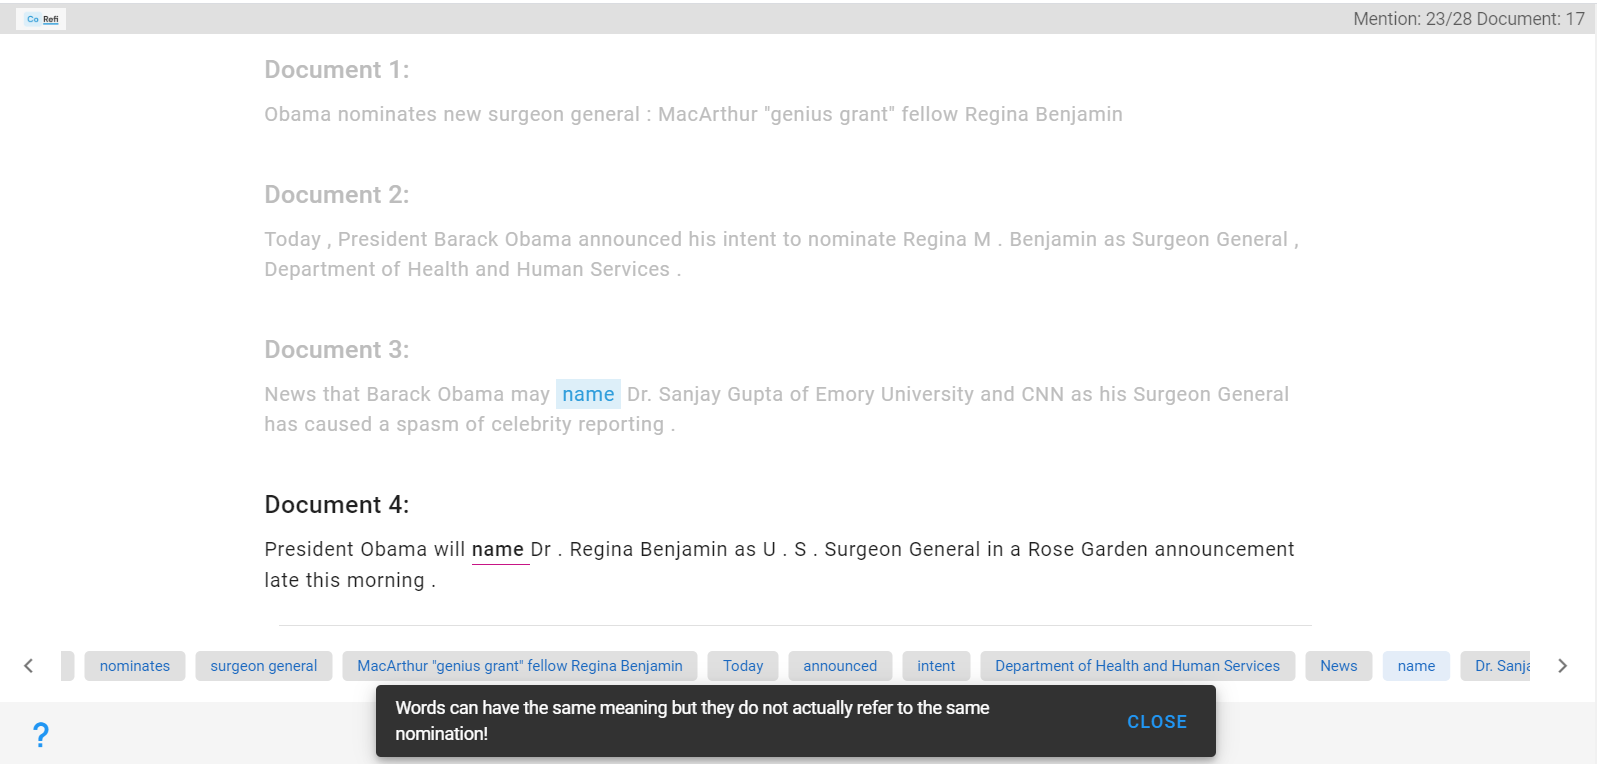 Co Refi
Mention: 23/28 Document: 17
Document 1:
Obama nominates new surgeon general : MacArthur "genius grant" fellow Regina Benjamin
Document 2:
Today , President Barack Obama announced his intent to nominate Regina M . Benjamin as Surgeon General ,
Department of Health and Human Services .
Document 3:
News that Barack Obama may name Dr. Sanjay Gupta of Emory University and CNN as his Surgeon General
has caused a spasm of celebrity reporting .
Document 4:
President Obama will name Dr . Regina Benjamin as U . S . Surgeon General in a Rose Garden announcement
late this morning .
nominates surgeon general MacArthur "genius grant" fellow Regina Benjamin Today announced intent Department of Health and Human Services News name Dr. Sanja
Words can have the same meaning but they do not actually refer to the same
nomination!
CLOSE
?